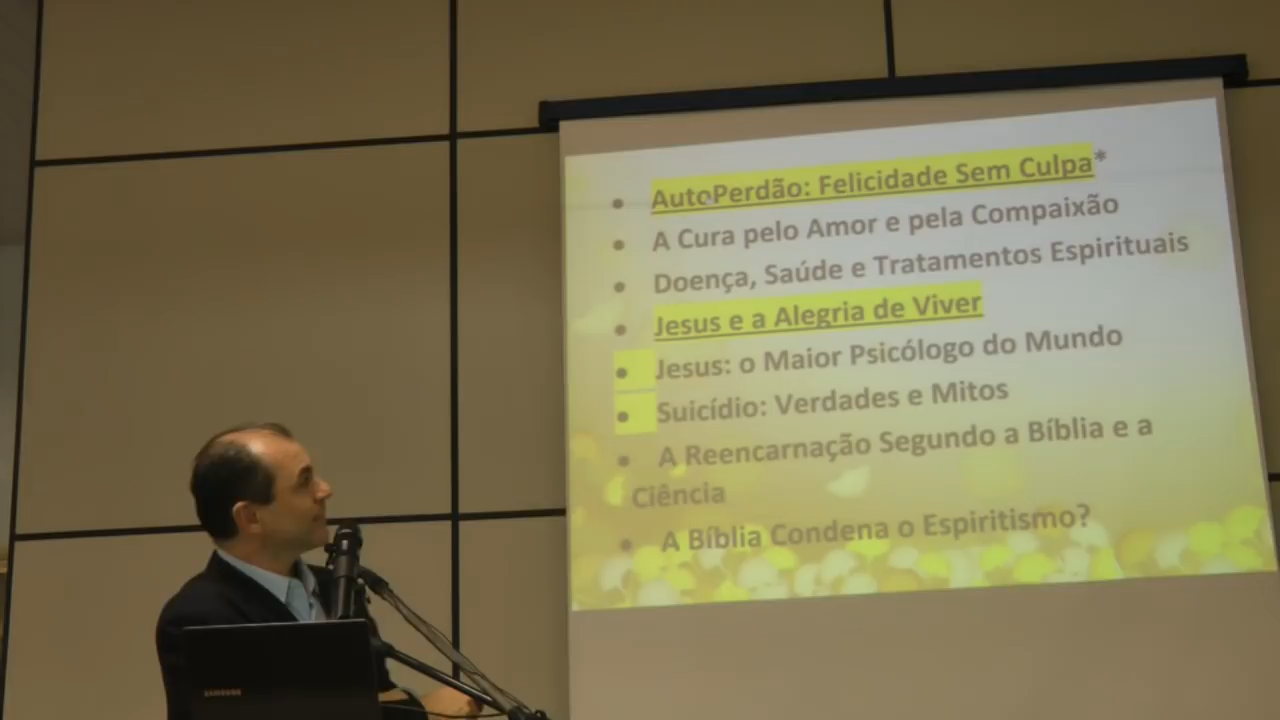 • AutoPerdão: Felicidade Sem Culpa*
• A Cura pelo Amor e pela Compaixão
• Doença, Saúde e Tratamentos Espirituais
• Jesus e a Alegria de Viver
• Jesus: o Maior Psicólogo do Mundo
• Suicídio: Verdades e Mitos
• A Reencarnação Segundo a Bíblia e a
Ciência
• A Bíblia Condena o Espiritismo?
SAMSUNG